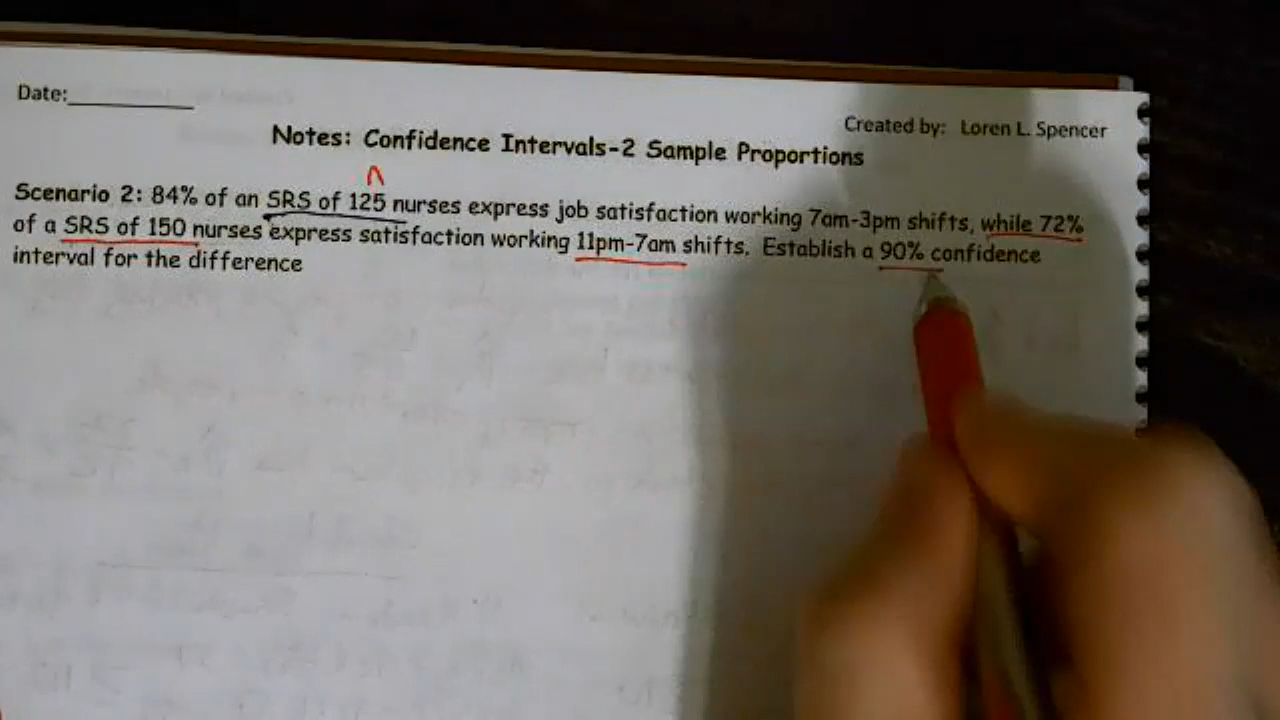 Date:__________
Created by: Loren L. Spencer
Notes: Confidence Intervals-2 Sample Proportions
Scenario 2: 84% of an SRS of 125 nurses express job satisfaction working 7am-3pm shifts, while 72%
of a SRS of 150 nurses express satisfaction working 11pm-7am shifts. Establish a 90% confidence
interval for the difference